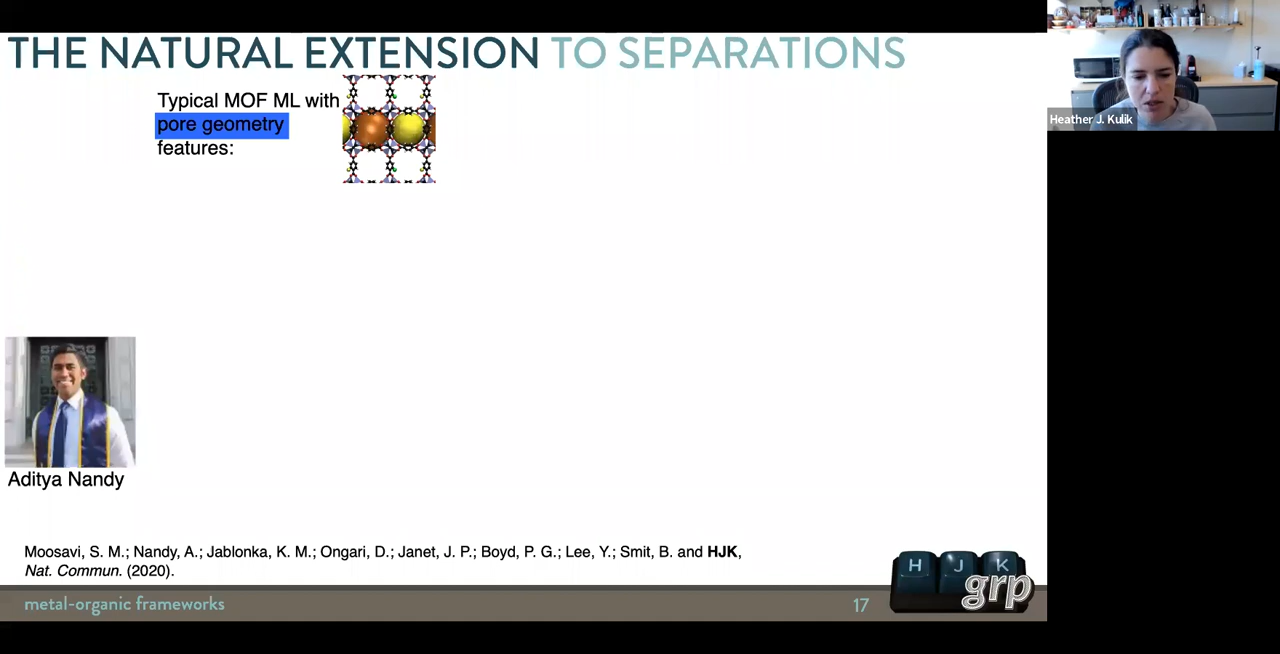 THE NATURAL EXTENSION TO SEPARATIONS
Typical MOF ML with
pore geometry
features:
Heather J. Kulik
Aditya Nandy
Moosavi, S. M.; Nandy, A.; Jablonka, K. M.; Ongari, D.; Janet, J. P.; Boyd, P. G.; Lee, Y.; Smit, B. and HJK,
Nat. Commun. (2020).
metal-organic frameworks
17
H J K
grp